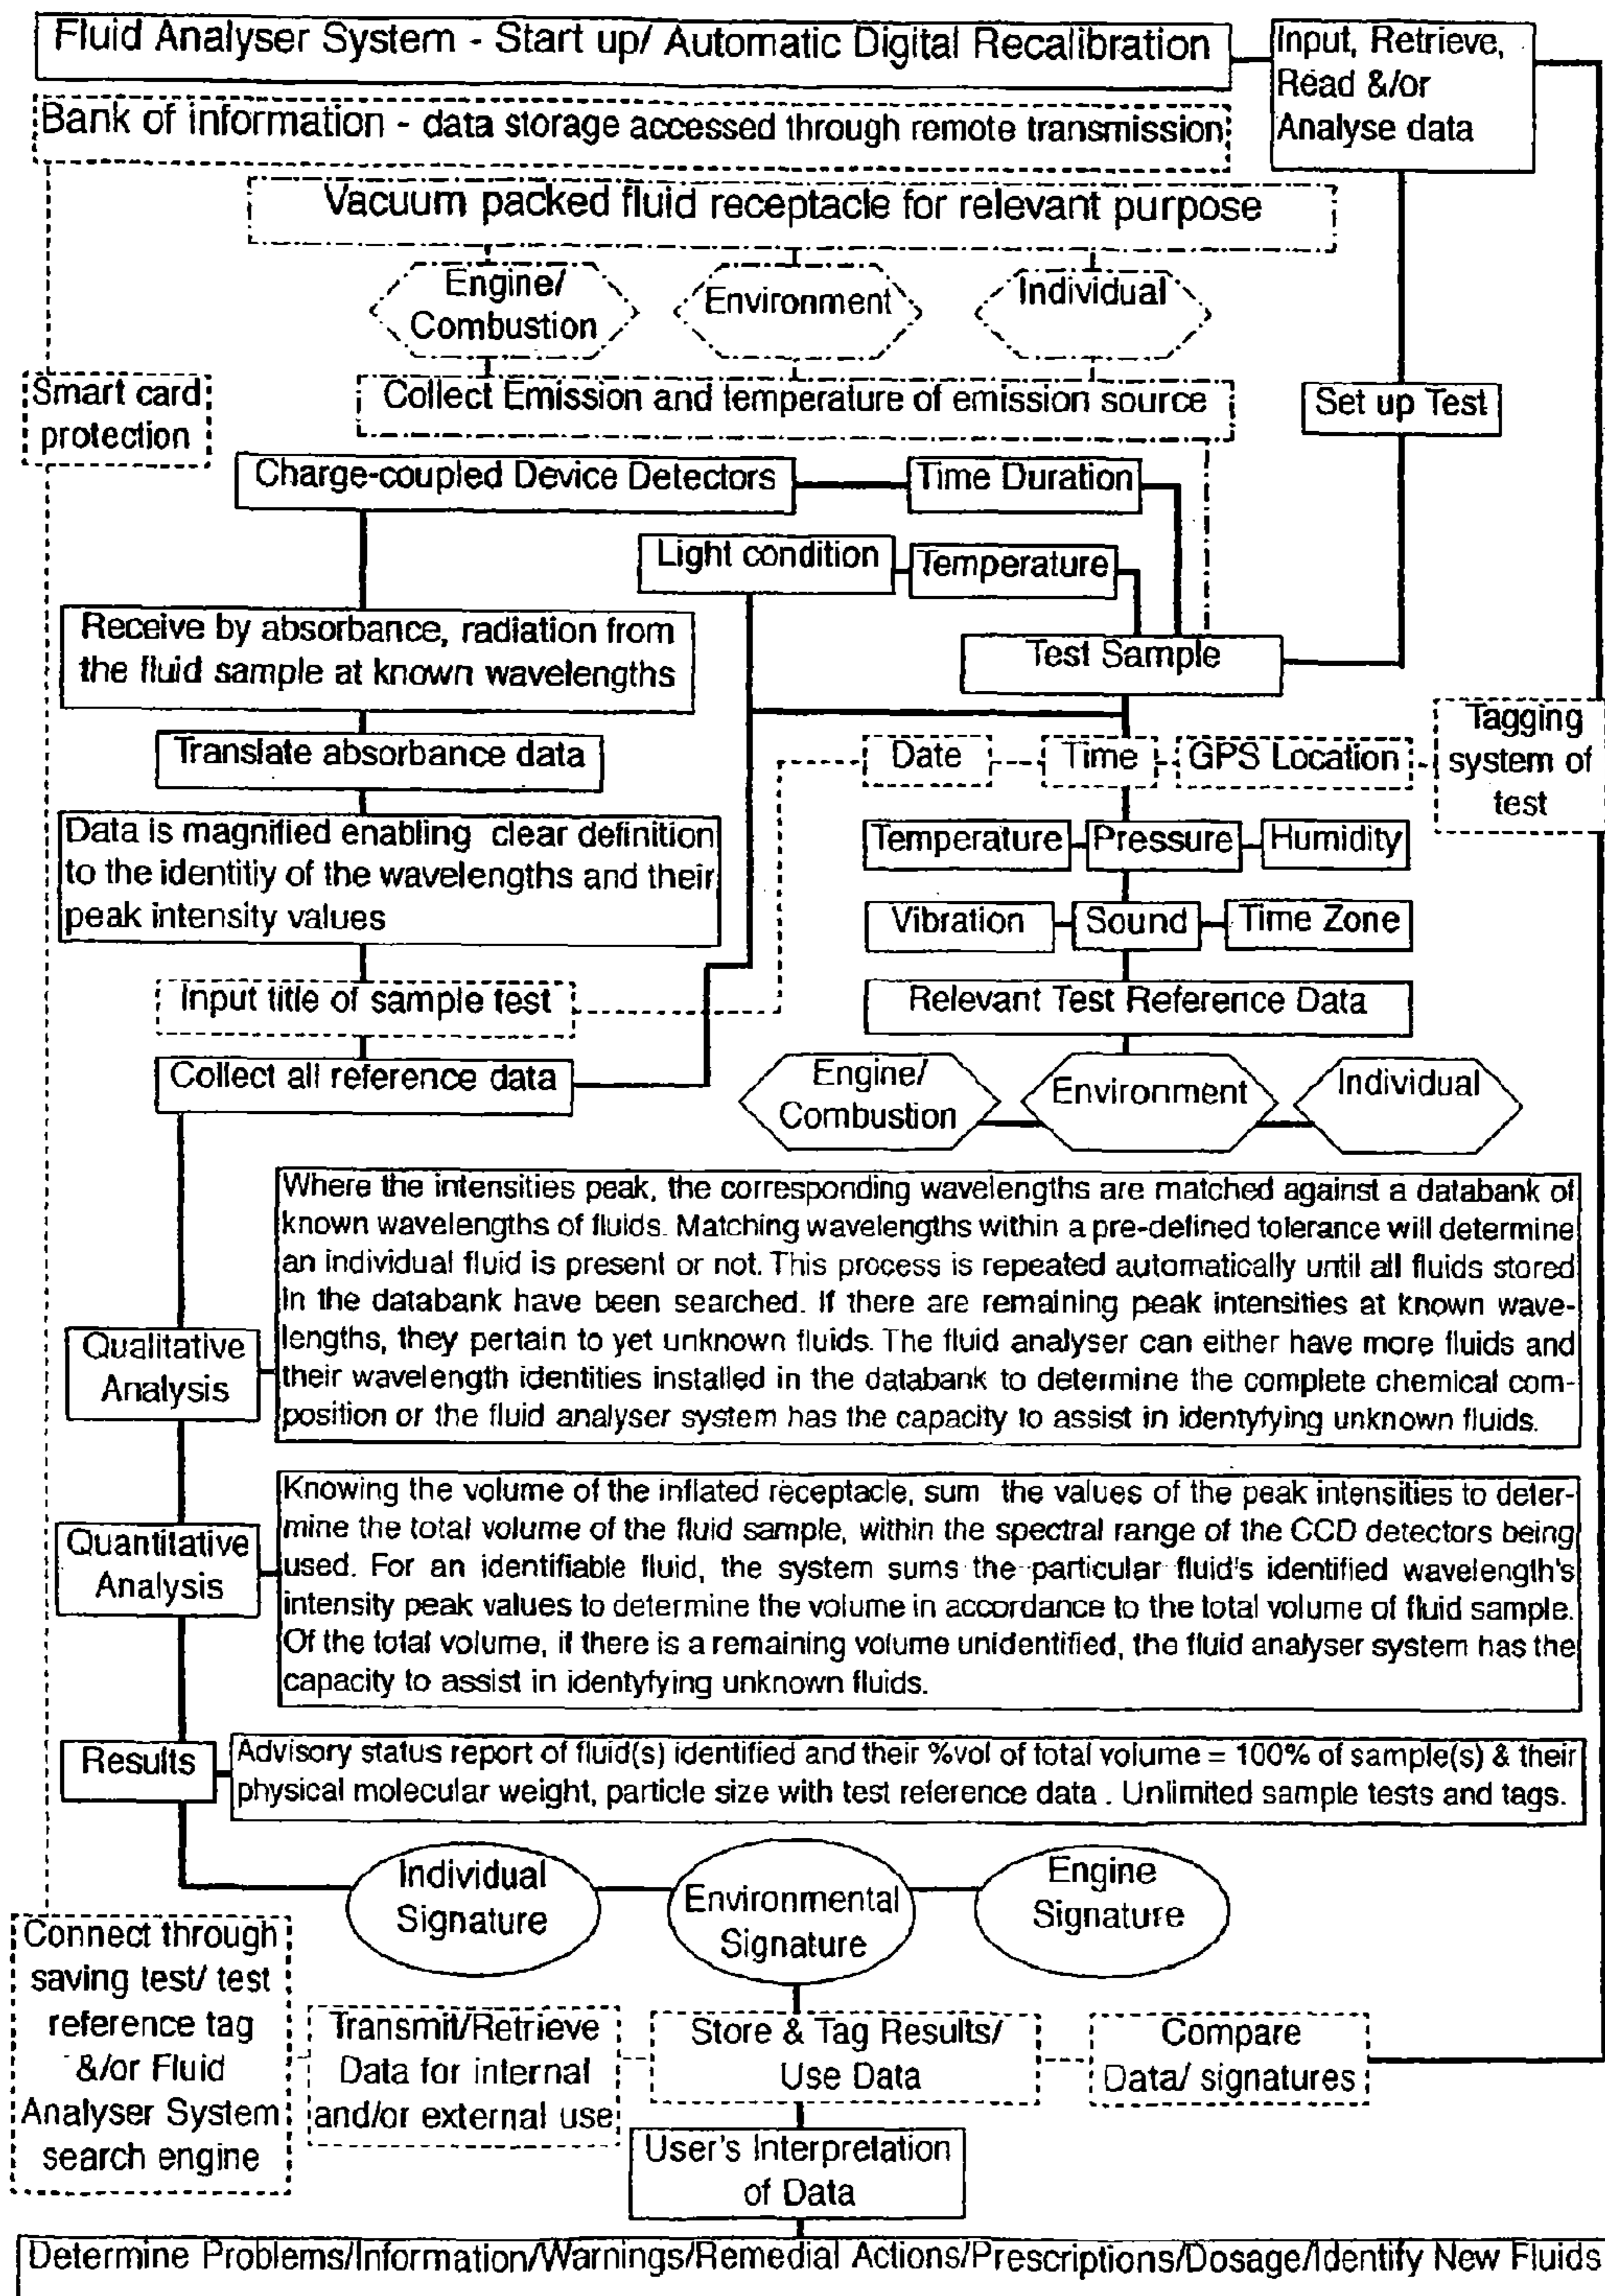 Fluid Analyser System - Start up/ Automatic Digital Recalibration
Input, Retrieve,
Read &/or
Analyse data
Bank of information - data storage accessed through remote transmission
Vacuum packed fluid receptacle for relevant purpose
Engine/
Combustion
Environment
Individual
Smart card
protection
Collect Emission and temperature of emission source
Set up Test
Charge-coupled Device Detectors
Time Duration
Light condition
Temperature
Receive by absorbance, radiation from
the fluid sample at known wavelengths
Test Sample
Translate absorbance data
Date
Time
GPS Location
Tagging
system of
test
Data is magnified enabling clear definition
to the identitiy of the wavelengths and their
peak intensity values
Temperature
Pressure
Humidity
Vibration
Sound
Time Zone
Input title of sample test
Relevant Test Reference Data
Collect all reference data
Engine/
Combustion
Environment
Individual
Where the intensities peak, the corresponding wavelengths are matched against a databank of
known wavelengths of fluids. Matching wavelengths within a pre-defined tolerance will determine
an individual fluid is present or not. This process is repeated automatically until all fluids stored
in the databank have been searched. If there are remaining peak intensities at known wave-
lengths, they pertain to yet unknown fluids. The fluid analyser can either have more fluids and
their wavelength identities installed in the databank to determine the complete chemical com-
position or the fluid analyser system has the capacity to assist in identyfying unknown fluids.
Qualitative
Analysis
Knowing the volume of the inflated receptacle, sum the values of the peak intensities to deter-
mine the total volume of the fluid sample, within the spectral range of the CCD detectors being
used. For an identifiable fluid, the system sums the particular fluid's identified wavelength's
intensity peak values to determine the volume in accordance to the total volume of fluid sample.
Of the total volume, if there is a remaining volume unidentified, the fluid analyser system has the
capacity to assist in identyfying unknown fluids.
Quantitative
Analysis
Results
Advisory status report of fluid(s) identified and their %vol of total volume = 100% of sample(s) & their
physical molecular weight, particle size with test reference data . Unlimited sample tests and tags.
Individual
Signature
Environmental
Signature
Engine
Signature
Connect through
saving test/ test
reference tag
&/or Fluid
Analyser System
search engine
Transmit/Retrieve
Data for internal
and/or external use
Store & Tag Results/
Use Data
Compare
Data/ signatures
User's Interpretation
of Data
Determine Problems/Information/Warnings/Remedial Actions/Prescriptions/Dosage/Identify New Fluids